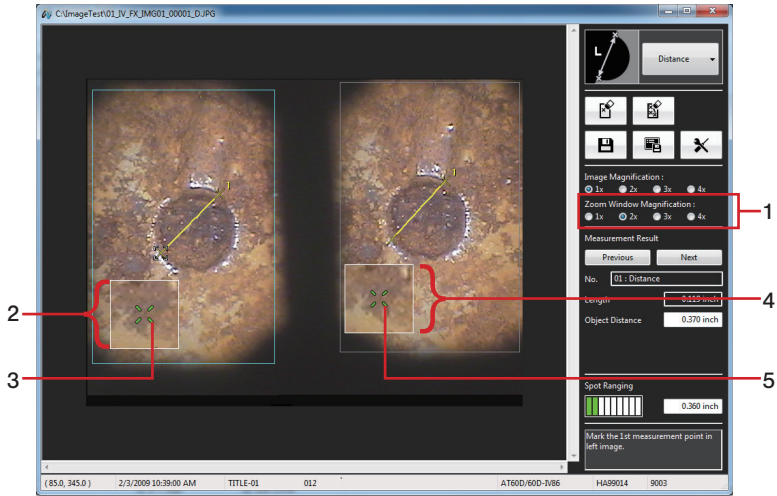 C:\ImageTest\01_IV_FX_IMG01_00001_D.JPG
L
Distance
Image Magnification :
1x 2x 3x 4x
Zoom Window Magnification :
1x 2x 3x 4x
1
Measurement Result
Previous Next
No. 01 : Distance
Length 0.119 inch
Object Distance 0.370 inch
Spot Ranging
0.360 inch
Mark the 1st measurement point in
left image.
1
1
2
3
4
5
( 85.0, 345.0 ) 2/3/2009 10:39:00 AM TITLE-01 012 AT60D/60D-IV86 HA99014 9003